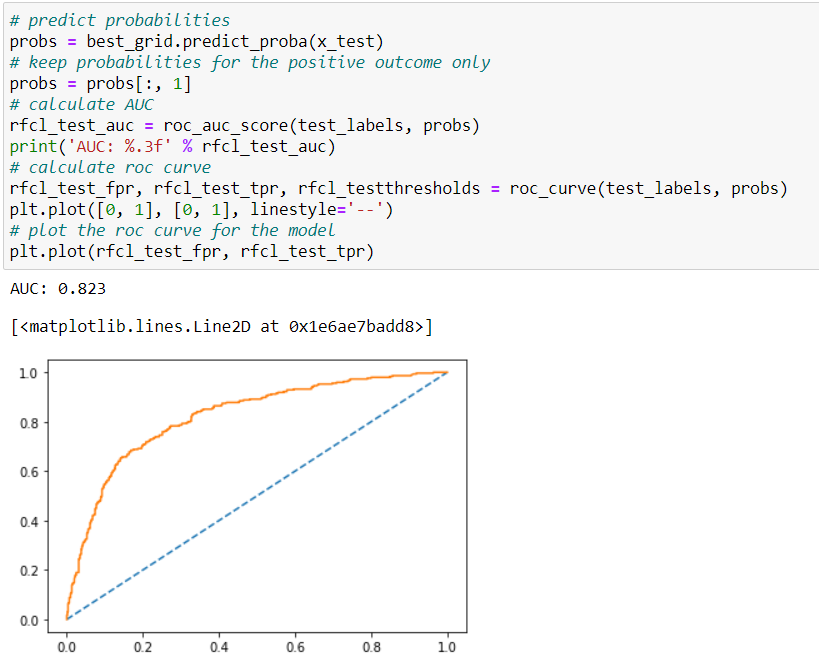 # predict probabilities
probs = best_grid.predict_proba(x_test)
# keep probabilities for the positive outcome only
probs = probs[:, 1]
# calculate AUC
rfcl_test_auc = roc_auc_score(test_labels, probs)
print('AUC: %.3f' % rfcl_test_auc)
# calculate roc curve
rfcl_test_fpr, rfcl_test_tpr, rfcl_testthresholds = roc_curve(test_labels, probs)
plt.plot([0, 1], [0, 1], linestyle='--')
# plot the roc curve for the model
plt.plot(rfcl_test_fpr, rfcl_test_tpr)
AUC: 0.823
[<matplotlib.lines.Line2D at 0x1e6ae7badd8>]
1.0
0.8
0.6
0.4
0.2
0.0
0.0 0.2 0.4 0.6 0.8 1.0